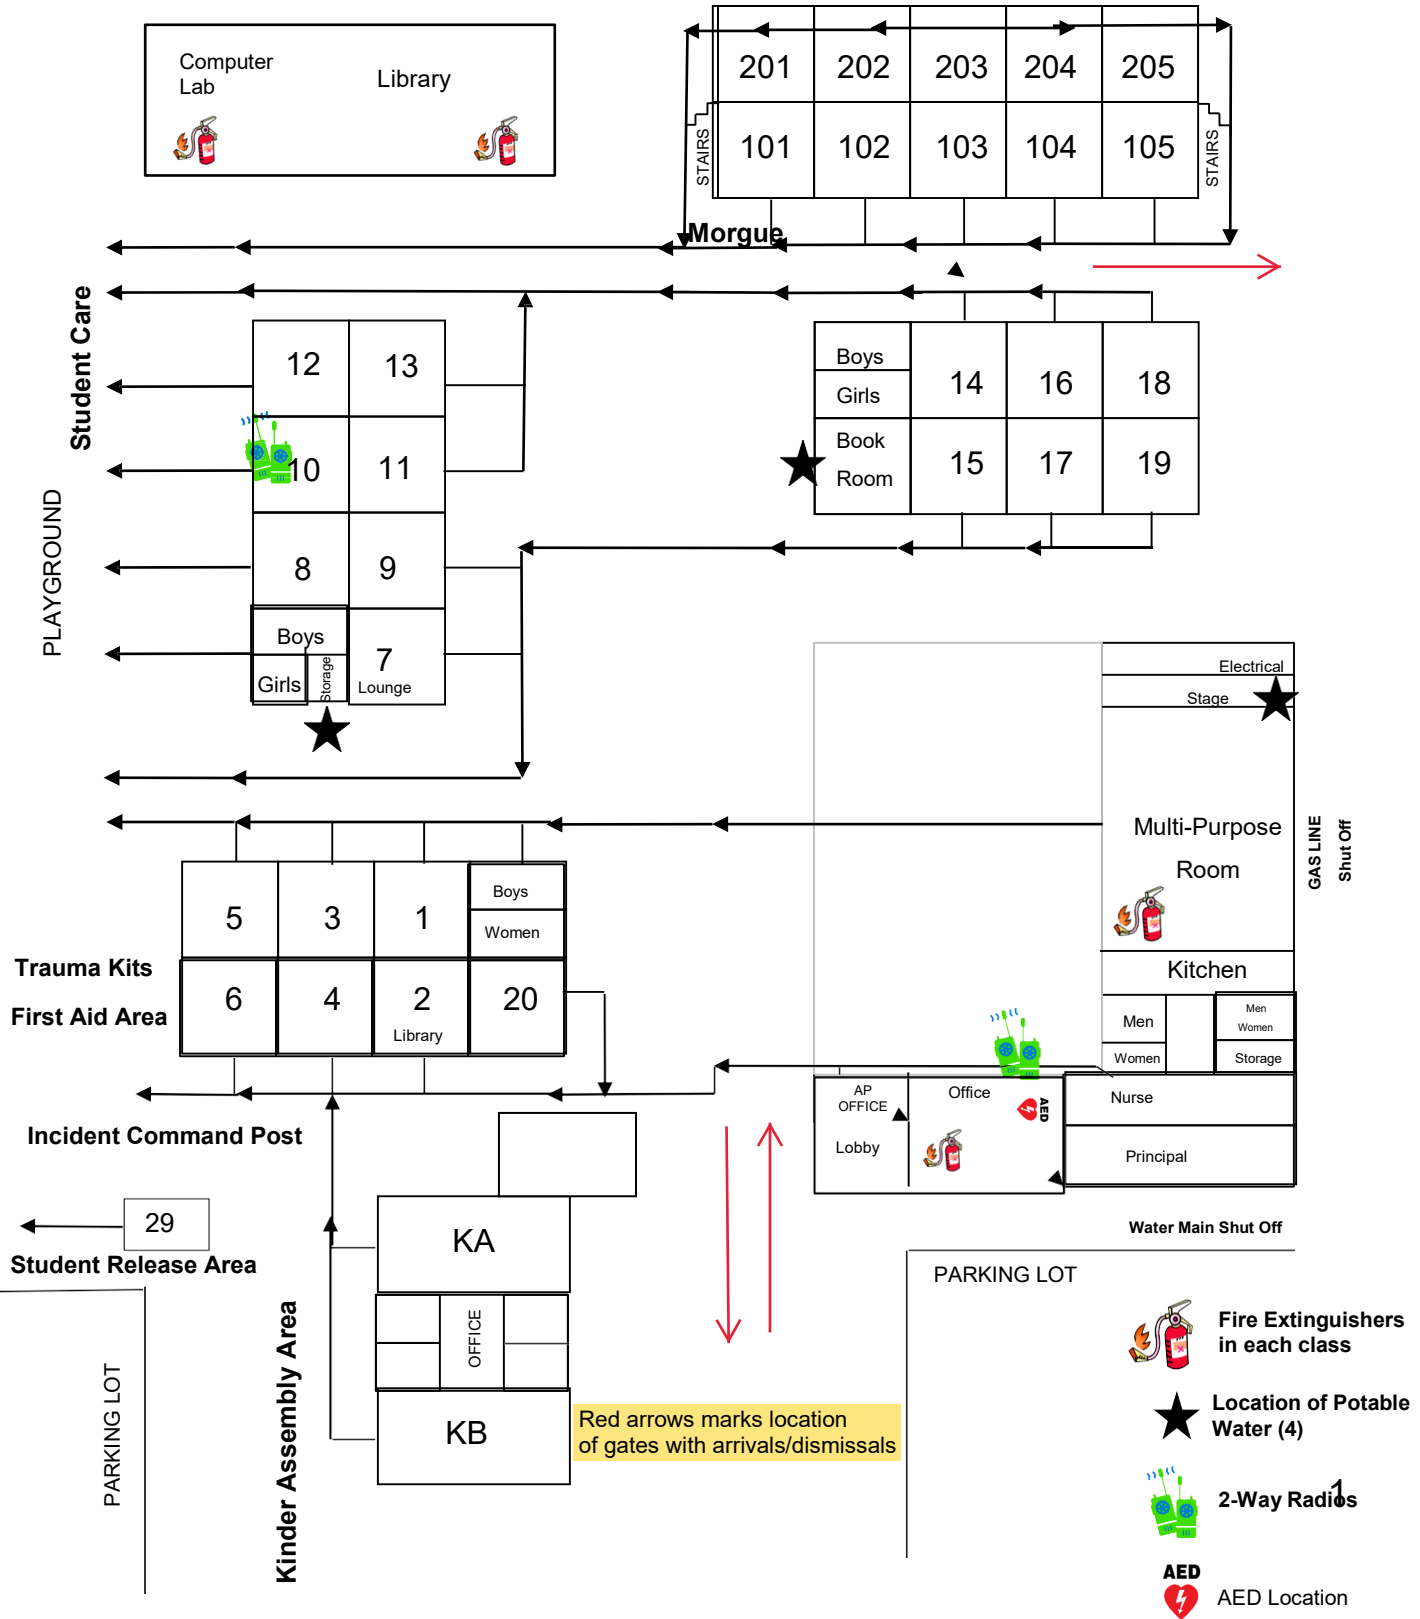 Computer
Lab
Library
201 202 203 204 205
101 102 103 104 105
STAIRS
STAIRS
Morgue
Student Care
PLAYGROUND
12 13
10 11
8 9
Boys
Girls
Storage
7
Lounge
Boys
Girls
Book
Room
14 16 18
15 17 19
Electrical
Stage
Multi-Purpose
Room
GAS LINE
Shut Off
Kitchen
Men
Women
Men
Women
Storage
5 3 1
Boys
Women
6 4 2 20
Library
Trauma Kits
First Aid Area
AP
OFFICE
Lobby
Office
AED
Nurse
Principal
Incident Command Post
29
Student Release Area
KA
OFFICE
KB
Kinder Assembly Area
PARKING LOT
Water Main Shut Off
PARKING LOT
Red arrows marks location
of gates with arrivals/dismissals
Fire Extinguishers
in each class
Location of Potable
Water (4)
2-Way Radios
1
AED
AED Location